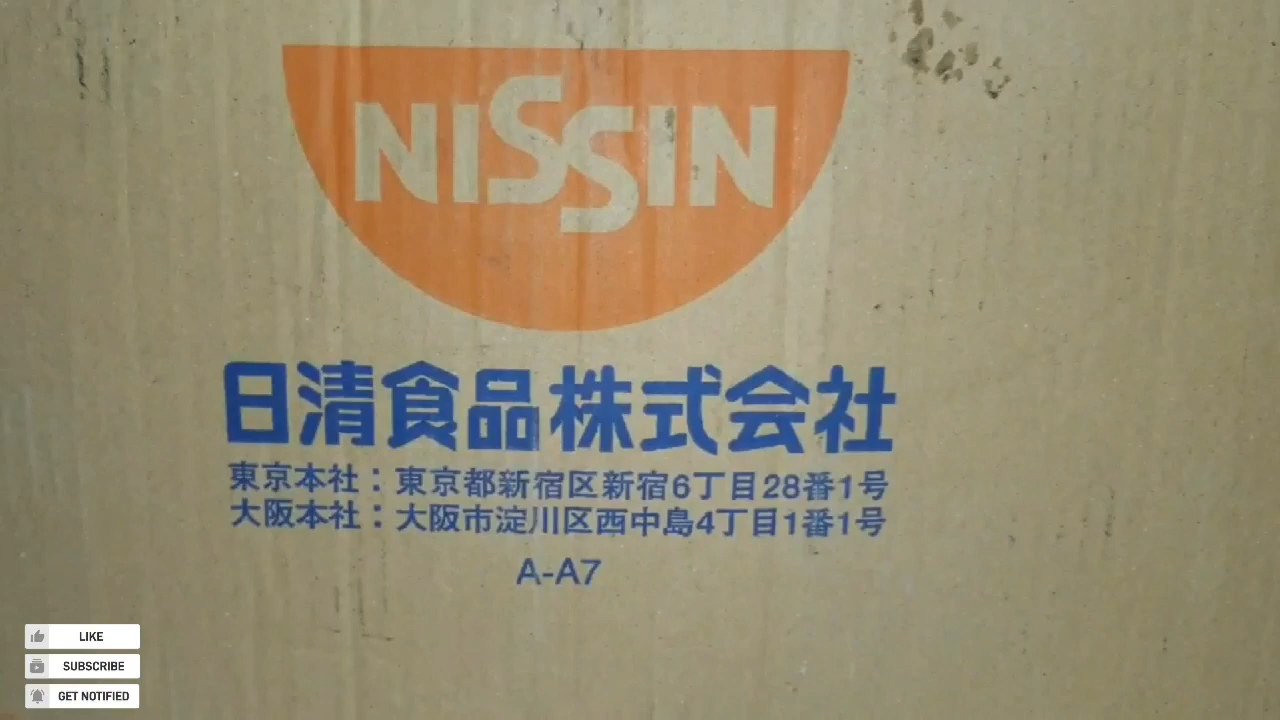 NISSIN
日清食品株式会社
東京本社：東京都新宿区新宿6丁目28番1号
大阪本社：大阪市淀川区西中島4丁目1番1号
A-A7
LIKE
SUBSCRIBE
GET NOTIFIED